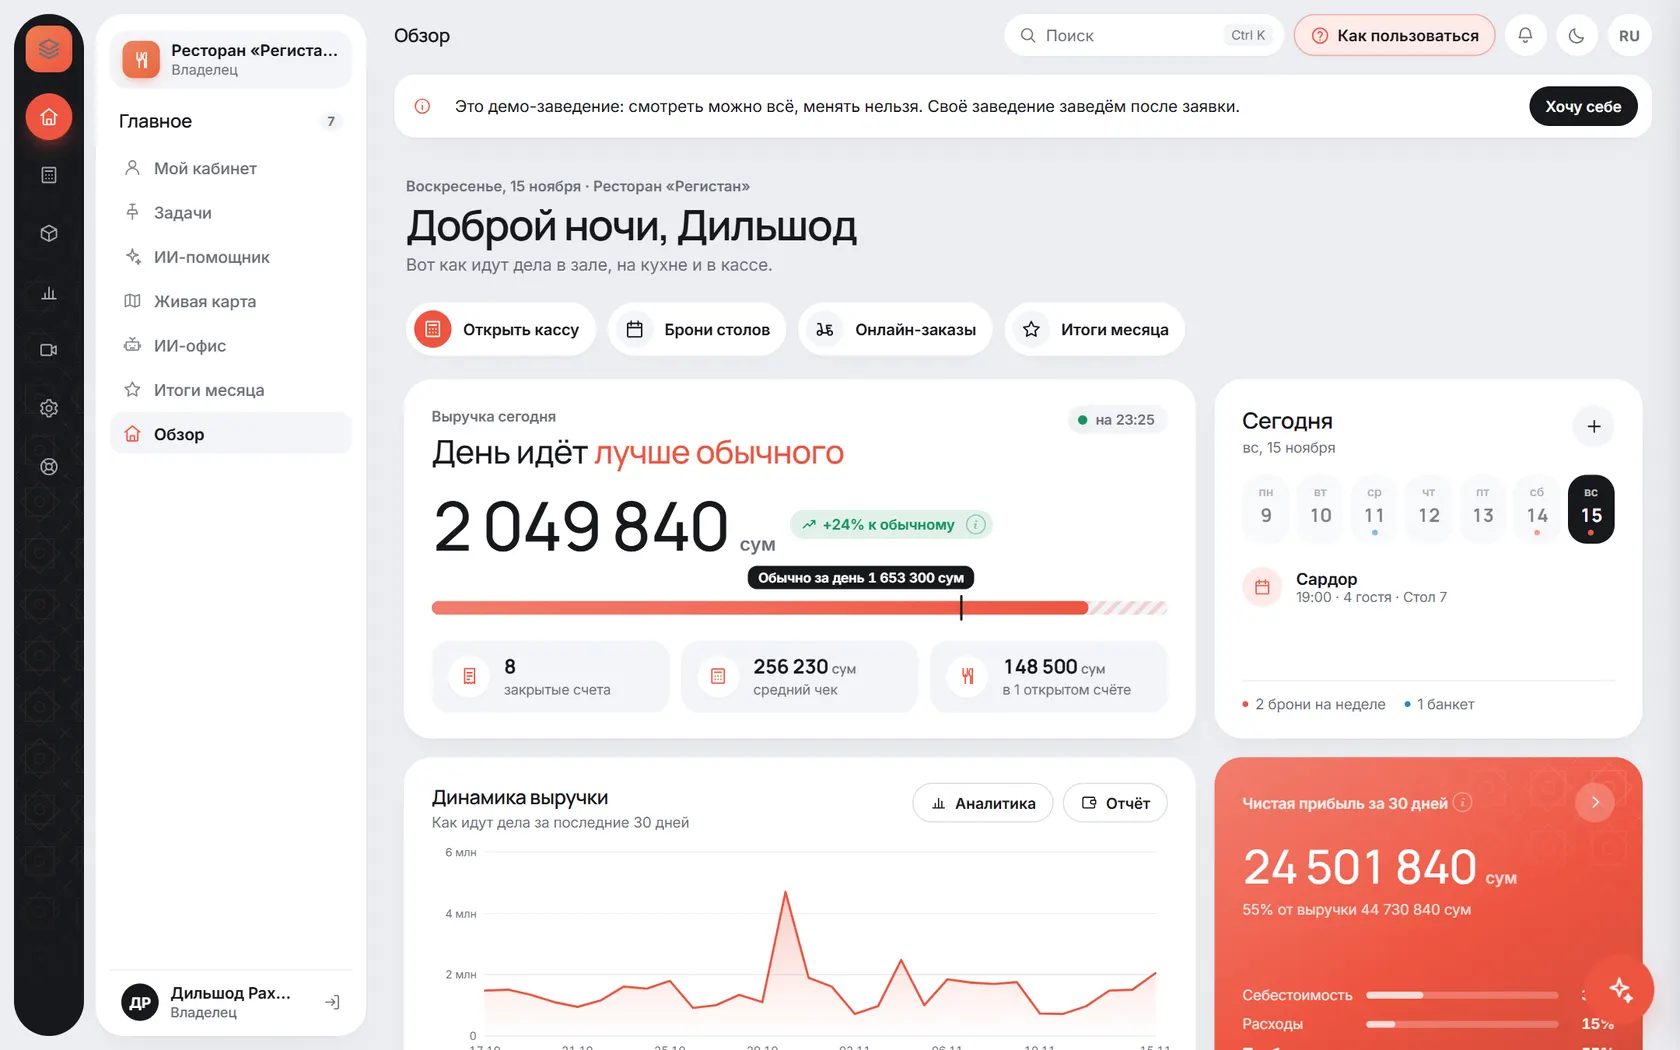 Ресторан «Региста...
Владелец
Главное
7
Мой кабинет
Задачи
ИИ-помощник
Живая карта
ИИ-офис
Итоги месяца
Обзор
ДР
Дильшод Рах...
Владелец
Обзор
Поиск
Ctrl K
Как пользоваться
RU
Это демо-заведение: смотреть можно всё, менять нельзя. Своё заведение заведём после заявки.
Хочу себе
Воскресенье, 15 ноября · Ресторан «Регистан»
Доброй ночи, Дильшод
Вот как идут дела в зале, на кухне и в кассе.
Открыть кассу
Брони столов
Онлайн-заказы
Итоги месяца
Выручка сегодня
на 23:25
День идёт лучше обычного
2 049 840 сум
+24% к обычному
Обычно за день 1 653 300 сум
8
закрытые счета
256 230 сум
средний чек
148 500 сум
в 1 открытом счёте
Сегодня
вс, 15 ноября
пн вт ср чт пт сб вс
9 10 11 12 13 14 15
Сардор
19:00 · 4 гостя · Стол 7
2 брони на неделе
1 банкет
Динамика выручки
Как идут дела за последние 30 дней
Аналитика
Отчёт
6 млн
4 млн
2 млн
0
Чистая прибыль за 30 дней
24 501 840 сум
55% от выручки 44 730 840 сум
Себестоимость
Расходы
15%